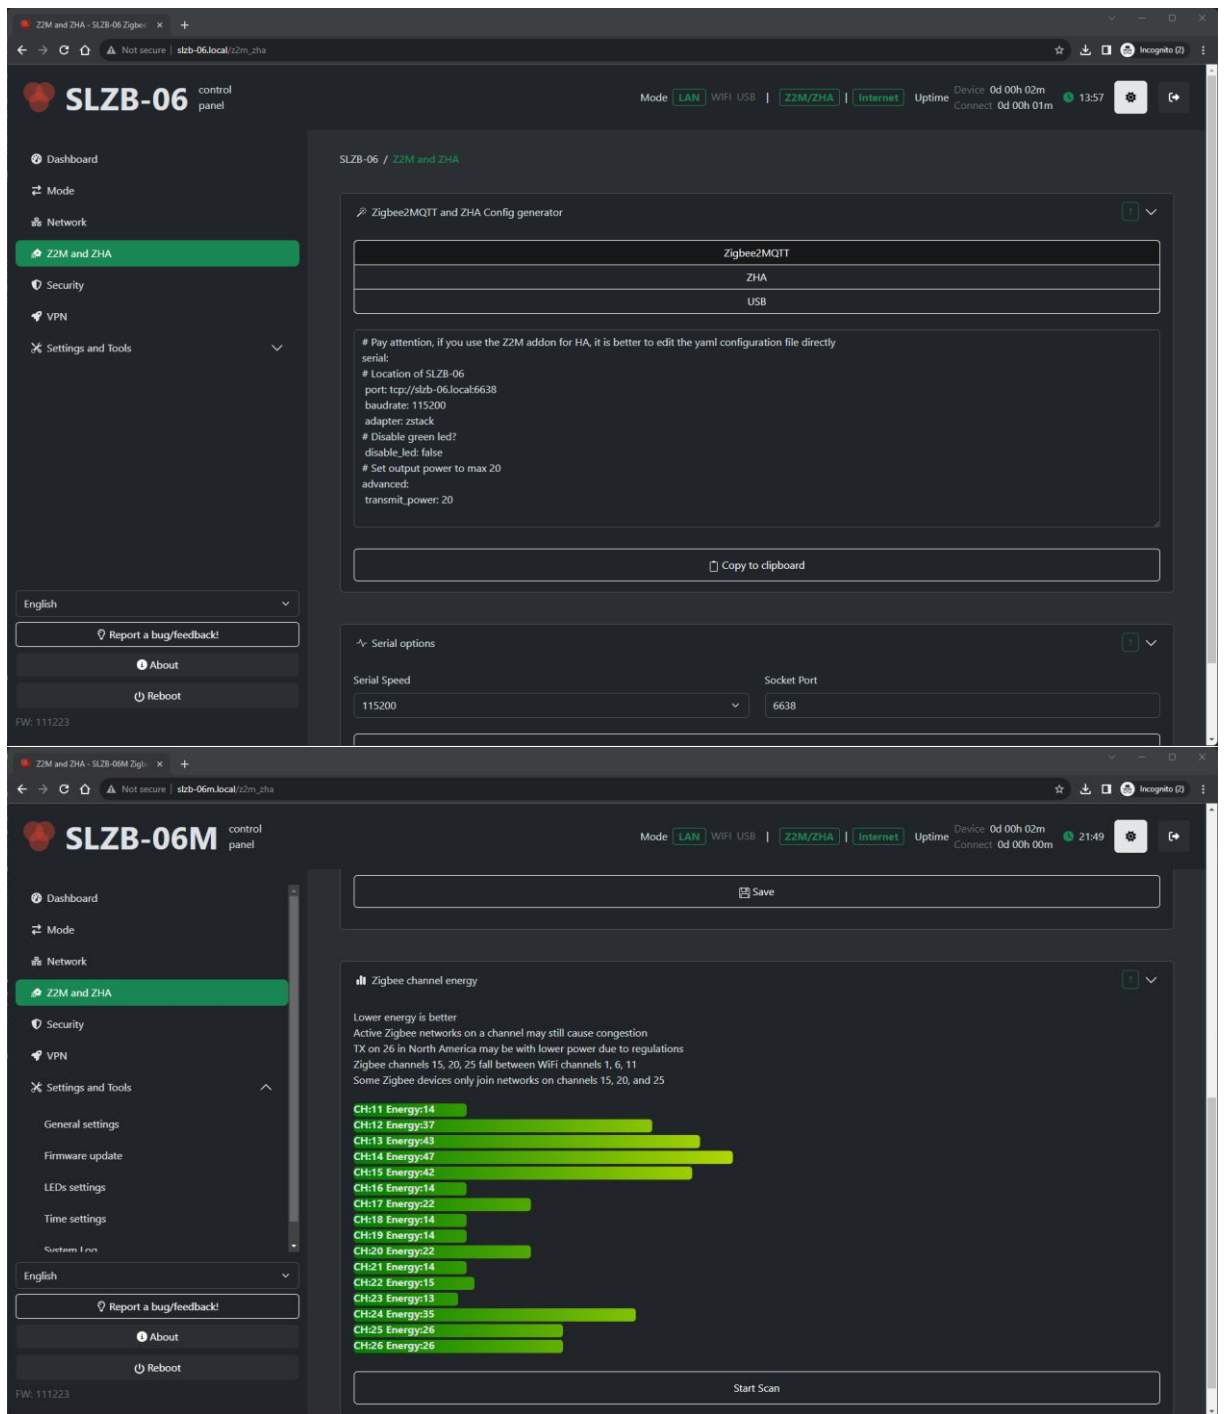 Z2M and ZHA - SLZB-06 Zigbe
Not secure | slzb-06.local/z2m_zha
Incognito (2)
SLZB-06 control panel
Mode LAN WIFI USB | Z2M/ZHA | Internet Uptime Device 0d 00h 02m Connect 0d 00h 01m 13:57
Dashboard
Mode
Network
Z2M and ZHA
Security
VPN
Settings and Tools
English
Report a bug/feedback!
About
Reboot
FW: 111223
SLZB-06 / Z2M and ZHA
Zigbee2MQTT and ZHA Config generator
?
Zigbee2MQTT
ZHA
USB
# Pay attention, if you use the Z2M addon for HA, it is better to edit the yaml configuration file directly
serial:
# Location of SLZB-06
port: tcp://slzb-06.local:6638
baudrate: 115200
adapter: zstack
# Disable green led?
disable_led: false
# Set output power to max 20
advanced:
transmit_power: 20
Copy to clipboard
Serial options
?
Serial Speed
115200
Socket Port
6638
Z2M and ZHA - SLZB-06M Zigb
Not secure | slzb-06m.local/z2m_zha
Incognito (2)
SLZB-06M control panel
Mode LAN WIFI USB | Z2M/ZHA | Internet Uptime Device 0d 00h 02m Connect 0d 00h 00m 21:49
Dashboard
Mode
Network
Z2M and ZHA
Security
VPN
Settings and Tools
General settings
Firmware update
LEDs settings
Time settings
System Log
English
Report a bug/feedback!
About
Reboot
FW: 111223
Save
Zigbee channel energy
?
Lower energy is better
Active Zigbee networks on a channel may still cause congestion
TX on 26 in North America may be with lower power due to regulations
Zigbee channels 15, 20, 25 fall between WiFi channels 1, 6, 11
Some Zigbee devices only join networks on channels 15, 20, and 25
CH:11 Energy:14
CH:12 Energy:37
CH:13 Energy:43
CH:14 Energy:47
CH:15 Energy:42
CH:16 Energy:14
CH:17 Energy:22
CH:18 Energy:14
CH:19 Energy:14
CH:20 Energy:22
CH:21 Energy:14
CH:22 Energy:15
CH:23 Energy:13
CH:24 Energy:35
CH:25 Energy:26
CH:26 Energy:26
Start Scan